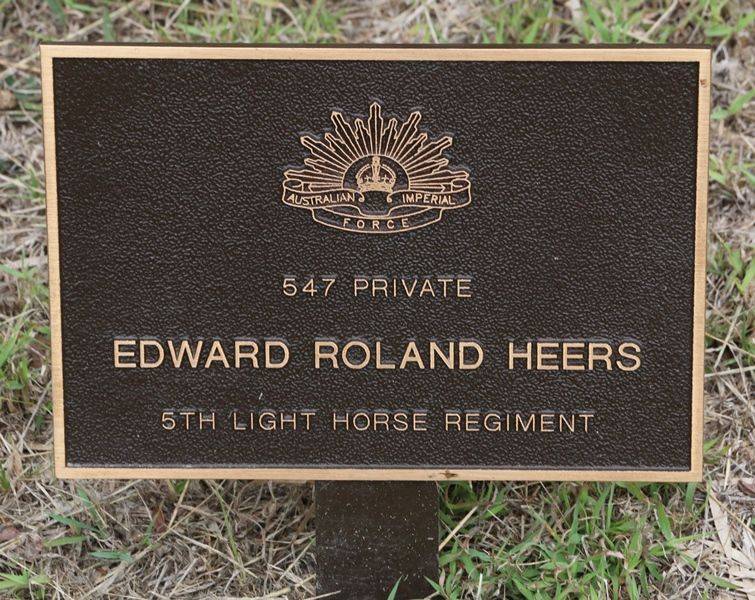 AUSTRALIAN IMPERIAL
FORCE
547 PRIVATE
EDWARD ROLAND HEERS
5TH LIGHT HORSE REGIMENT